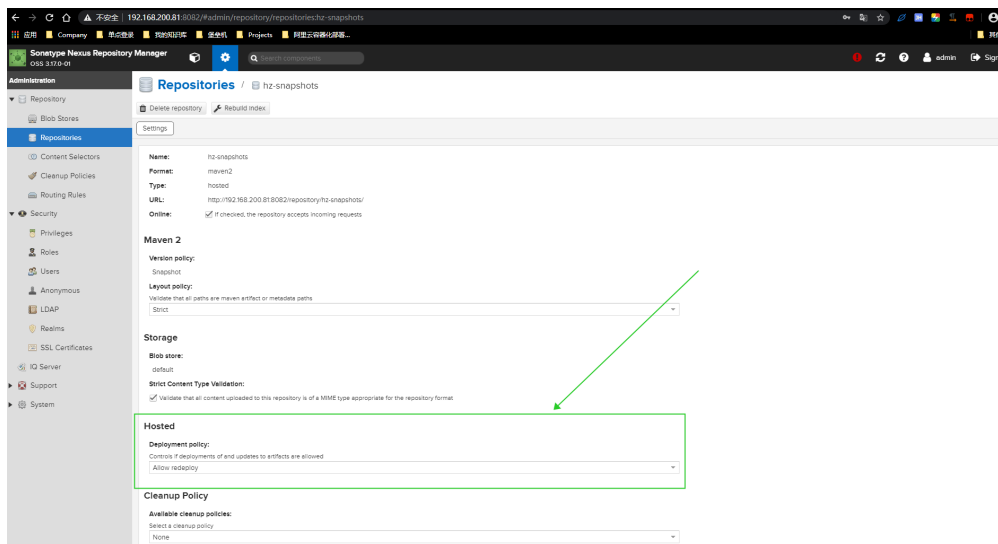 不安全 | 192.168.200.81:8082/#admin/repository/repositories:hz-snapshots
应用 Company 单点登录 我的知识库 堡垒机 Projects 阿里云容器化部署...
Sonatype Nexus Repository Manager
OSS 3.17.0-01
Search components
admin
Sign
Administration
Repositories / hz-snapshots
Repository
Delete repository Rebuild index
Blob Stores
Settings
Repositories
Content Selectors
Cleanup Policies
Routing Rules
Security
Privileges
Roles
Users
Anonymous
LDAP
Realms
SSL Certificates
IQ Server
Support
System
Name: hz-snapshots
Format: maven2
Type: hosted
URL: http://192.168.200.81:8082/repository/hz-snapshots/
Online: If checked, the repository accepts incoming requests
Maven 2
Version policy:
Snapshot
Layout policy:
Validate that all paths are maven artifact or metadata paths
Strict
Storage
Blob store:
default
Strict Content Type Validation:
Validate that all content uploaded to this repository is of a MIME type appropriate for the repository format
Hosted
Deployment policy:
Controls if deployments of and updates to artifacts are allowed
Allow redeploy
Cleanup Policy
Available cleanup policies:
Select a cleanup policy
None